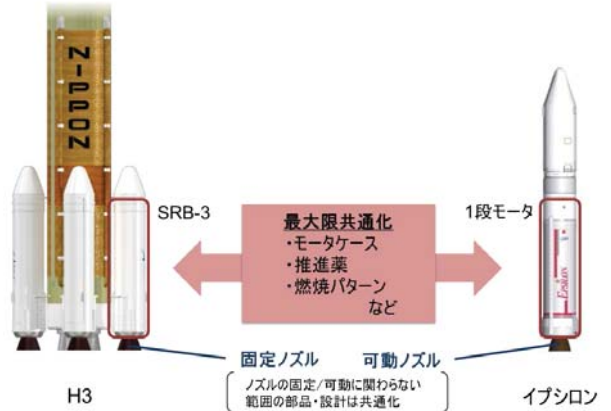 NIPPON
SRB-3
最大限共通化
・モータケース
・推進薬
・燃焼パターン
など
1段モータ
EPSILON
固定ノズル
可動ノズル
ノズルの固定/可動に関わらない
範囲の部品・設計は共通化
H3
イプシロン